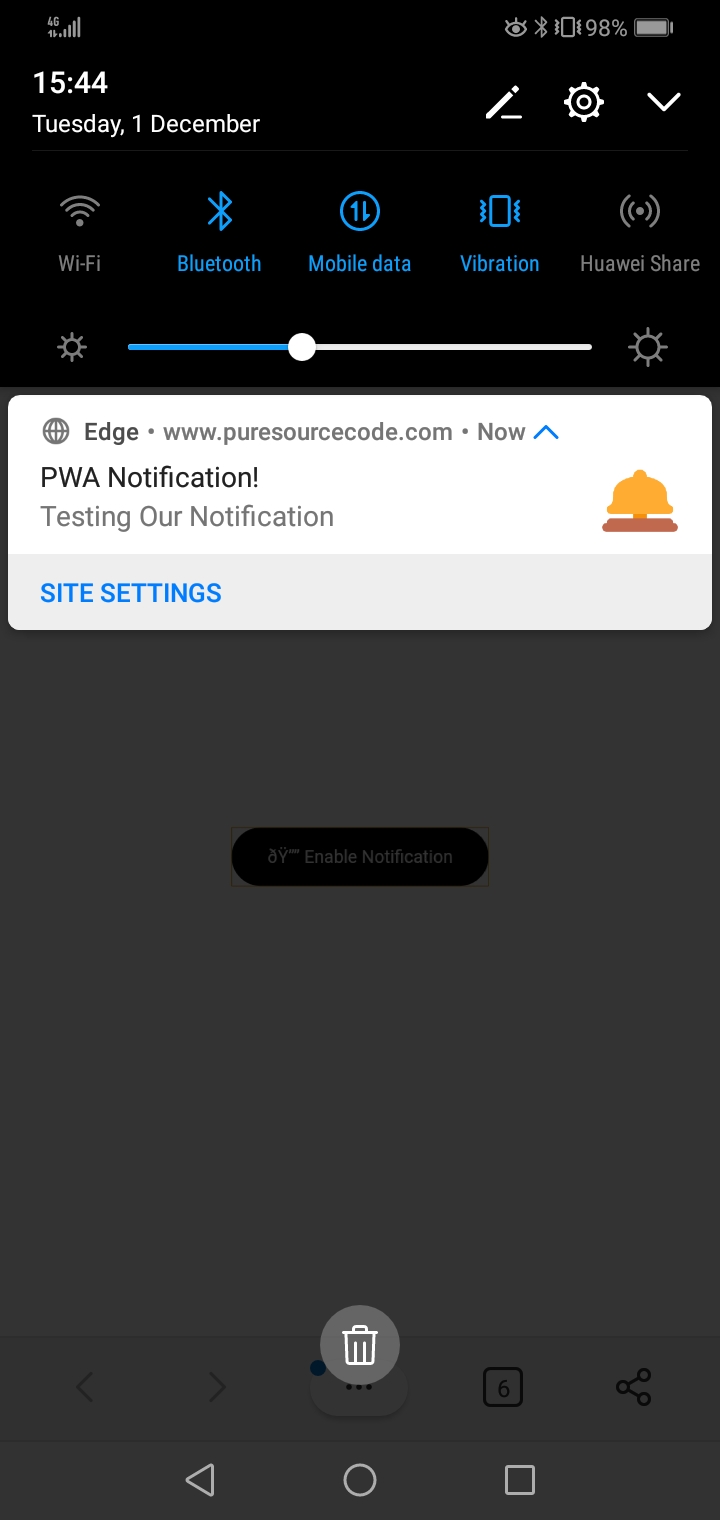 4G 98%
15:44
Tuesday, 1 December
Wi-Fi Bluetooth Mobile data Vibration Huawei Share
Edge • www.puresourcecode.com • Now
PWA Notification!
Testing Our Notification
SITE SETTINGS
ðŸ”” Enable Notification
6